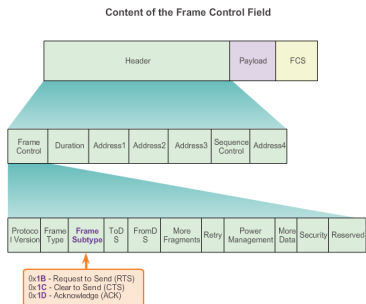 Content of the Frame Control Field
Header
Payload
FCS
Frame
Control
Duration
Address1
Address2
Address3
Sequence
Control
Address4
Protoco
l Version
Frame
Type
Frame
Subtype
ToD
S
FromD
S
More
Fragments
Retry
Power
Management
More
Data
Security
Reserved
0x1B - Request to Send (RTS)
0x1C - Clear to Send (CTS)
0x1D - Acknowledge (ACK)